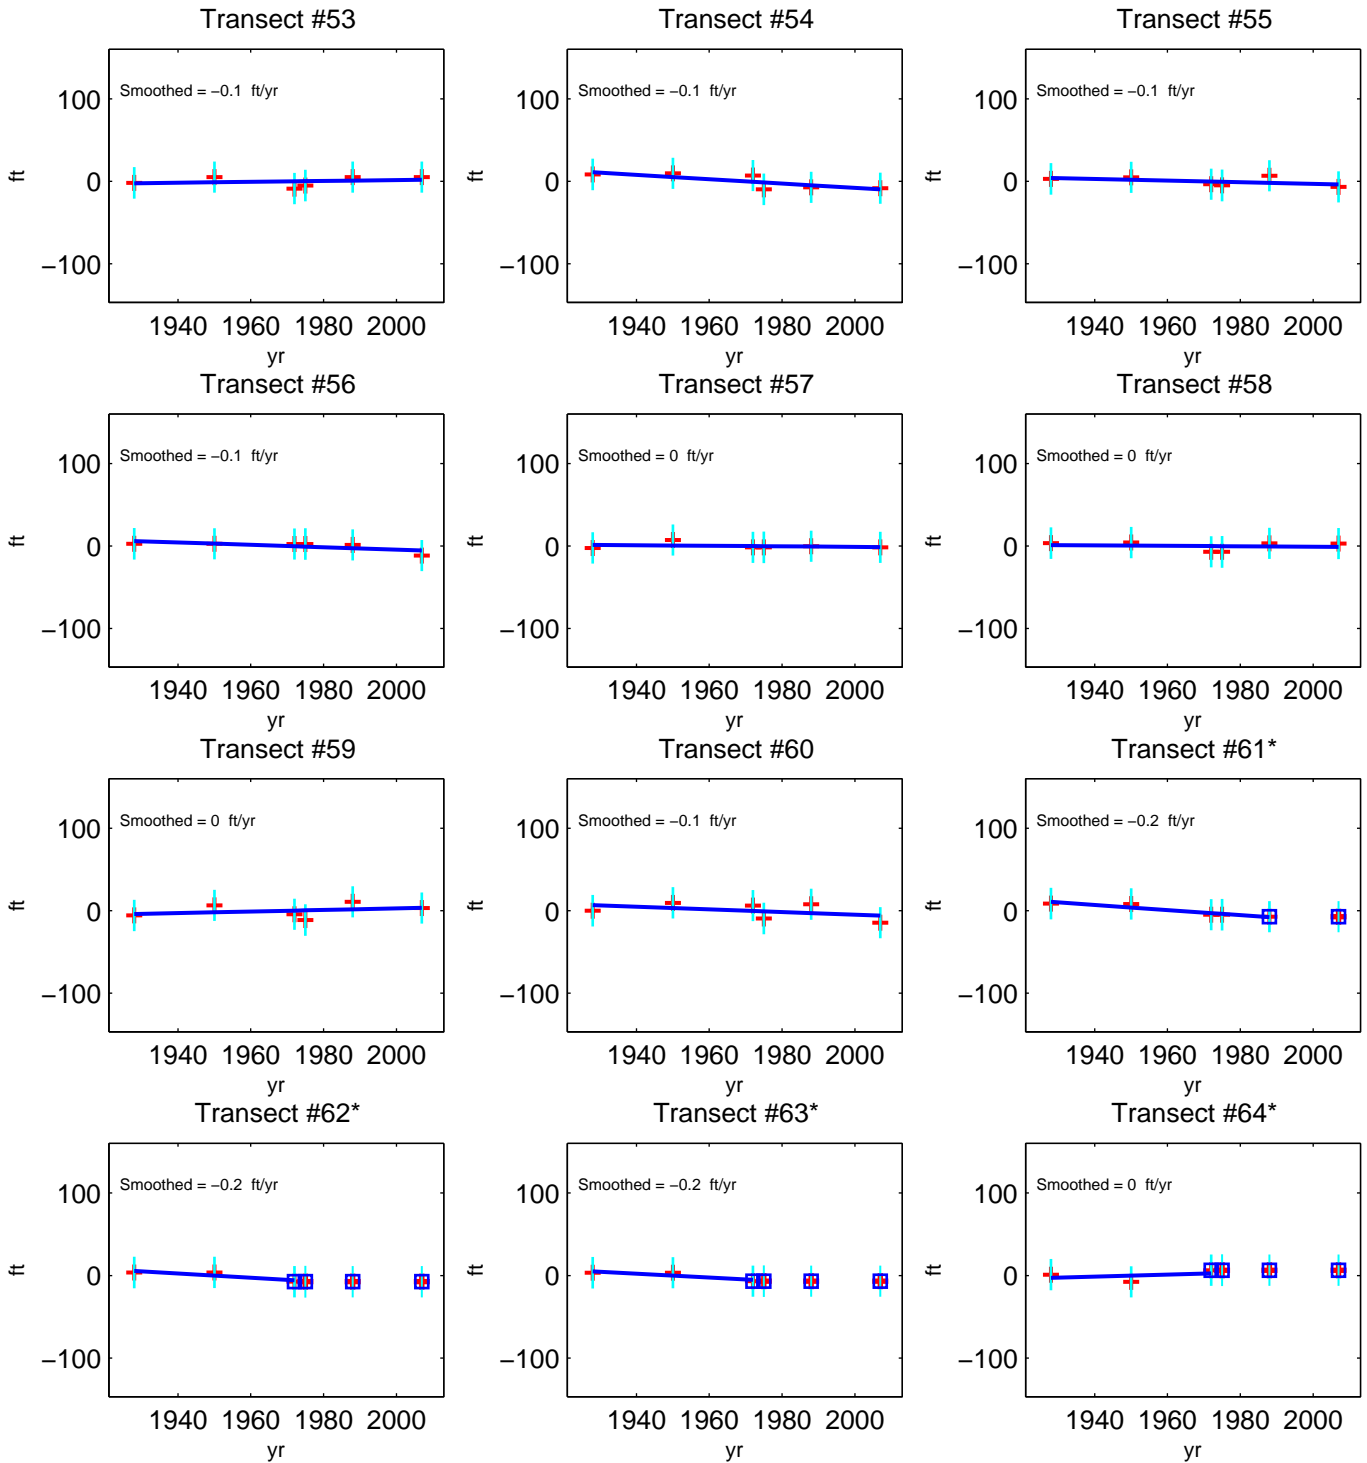 Transect #53
Transect #54
Transect #55
Smoothed = −0.1 ft/yr
Smoothed = −0.1 ft/yr
Smoothed = −0.1 ft/yr
100
0
−100
ft
100
0
−100
ft
100
0
−100
ft
1940 1960 1980 2000
1940 1960 1980 2000
1940 1960 1980 2000
yr
yr
yr
Transect #56
Transect #57
Transect #58
Smoothed = −0.1 ft/yr
Smoothed = 0 ft/yr
Smoothed = 0 ft/yr
100
0
−100
ft
100
0
−100
ft
100
0
−100
ft
1940 1960 1980 2000
1940 1960 1980 2000
1940 1960 1980 2000
yr
yr
yr
Transect #59
Transect #60
Transect #61*
Smoothed = 0 ft/yr
Smoothed = −0.1 ft/yr
Smoothed = −0.2 ft/yr
100
0
−100
ft
100
0
−100
ft
100
0
−100
ft
1940 1960 1980 2000
1940 1960 1980 2000
1940 1960 1980 2000
yr
yr
yr
Transect #62*
Transect #63*
Transect #64*
Smoothed = −0.2 ft/yr
Smoothed = −0.2 ft/yr
Smoothed = 0 ft/yr
100
0
−100
ft
100
0
−100
ft
100
0
−100
ft
1940 1960 1980 2000
1940 1960 1980 2000
1940 1960 1980 2000
yr
yr
yr